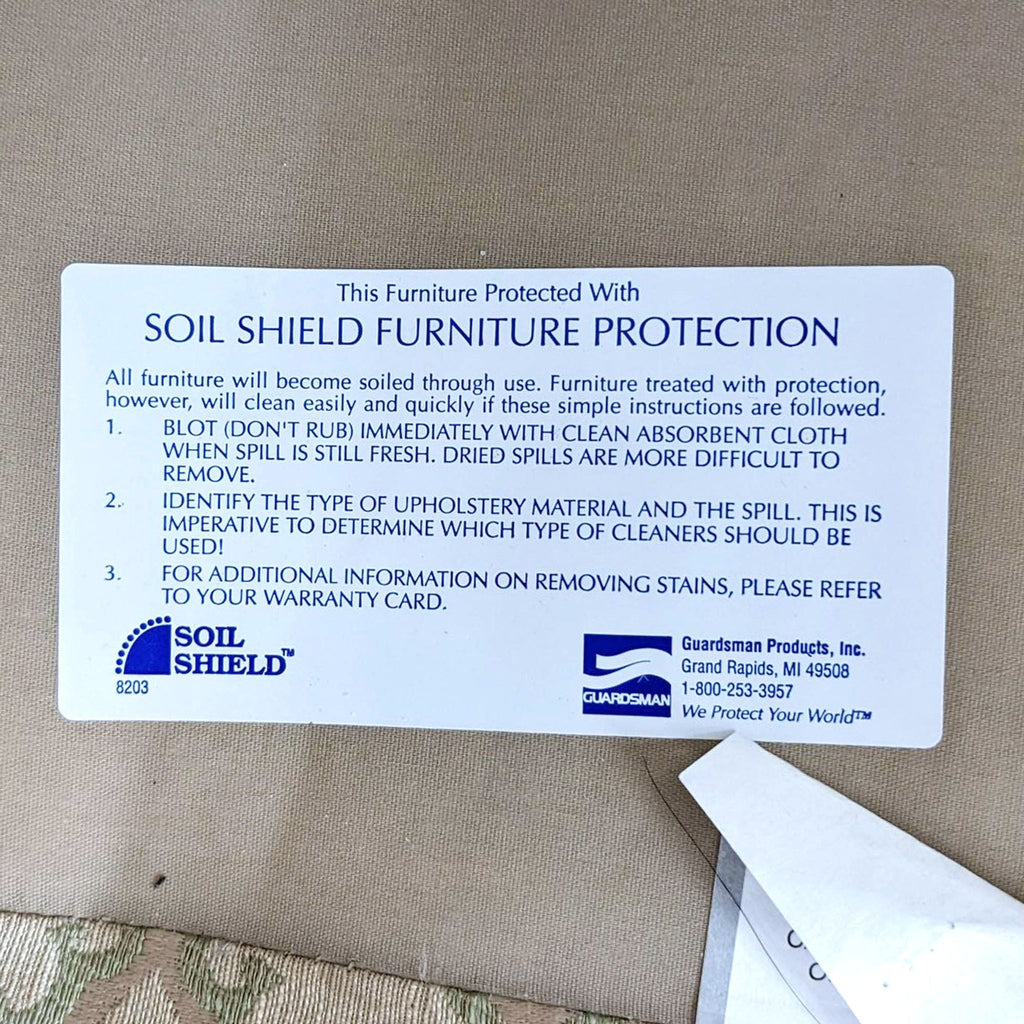 This Furniture Protected With
SOIL SHIELD FURNITURE PROTECTION
All furniture will become soiled through use. Furniture treated with protection,
however, will clean easily and quickly if these simple instructions are followed.
1. BLOT (DON'T RUB) IMMEDIATELY WITH CLEAN ABSORBENT CLOTH
WHEN SPILL IS STILL FRESH. DRIED SPILLS ARE MORE DIFFICULT TO
REMOVE.
2. IDENTIFY THE TYPE OF UPHOLSTERY MATERIAL AND THE SPILL. THIS IS
IMPERATIVE TO DETERMINE WHICH TYPE OF CLEANERS SHOULD BE
USED!
3. FOR ADDITIONAL INFORMATION ON REMOVING STAINS, PLEASE REFER
TO YOUR WARRANTY CARD.
SOIL
SHIELD™
8203
GUARDSMAN
Guardsman Products, Inc.
Grand Rapids, MI 49508
1-800-253-3957
We Protect Your World™